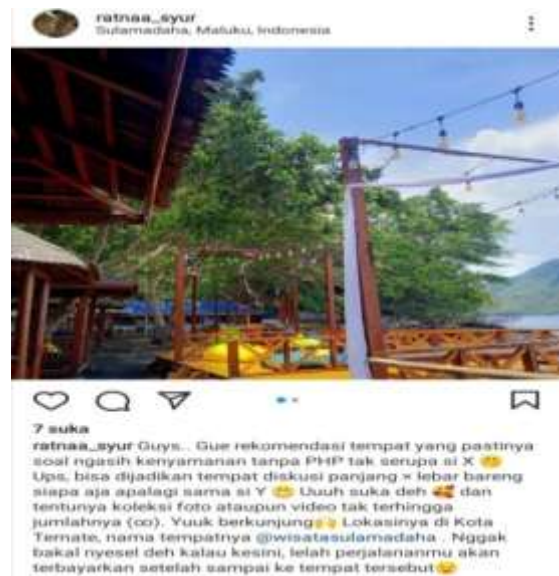 ratnaa_syur
Sulamadaha, Maluku, Indonesia
7 suka
ratnaa_syur Guys.. Gue rekomendasi tempat yang pastinya
soal ngasih kenyamanan tanpa PHP tak serupa si X 🤭
Ups, bisa dijadikan tempat diskusi panjang × lebar bareng
siapa aja apalagi sama si Y 🤭 Uuuh suka deh 🥰 dan
tentunya koleksi foto ataupun video tak terhingga
jumlahnya (∞). Yuuk berkunjung👍 Lokasinya di Kota
Ternate, nama tempatnya @wisatasulamadaha . Nggak
bakal nyesel deh kalau kesini, lelah perjalananmu akan
terbayarkan setelah sampai ke tempat tersebut😉